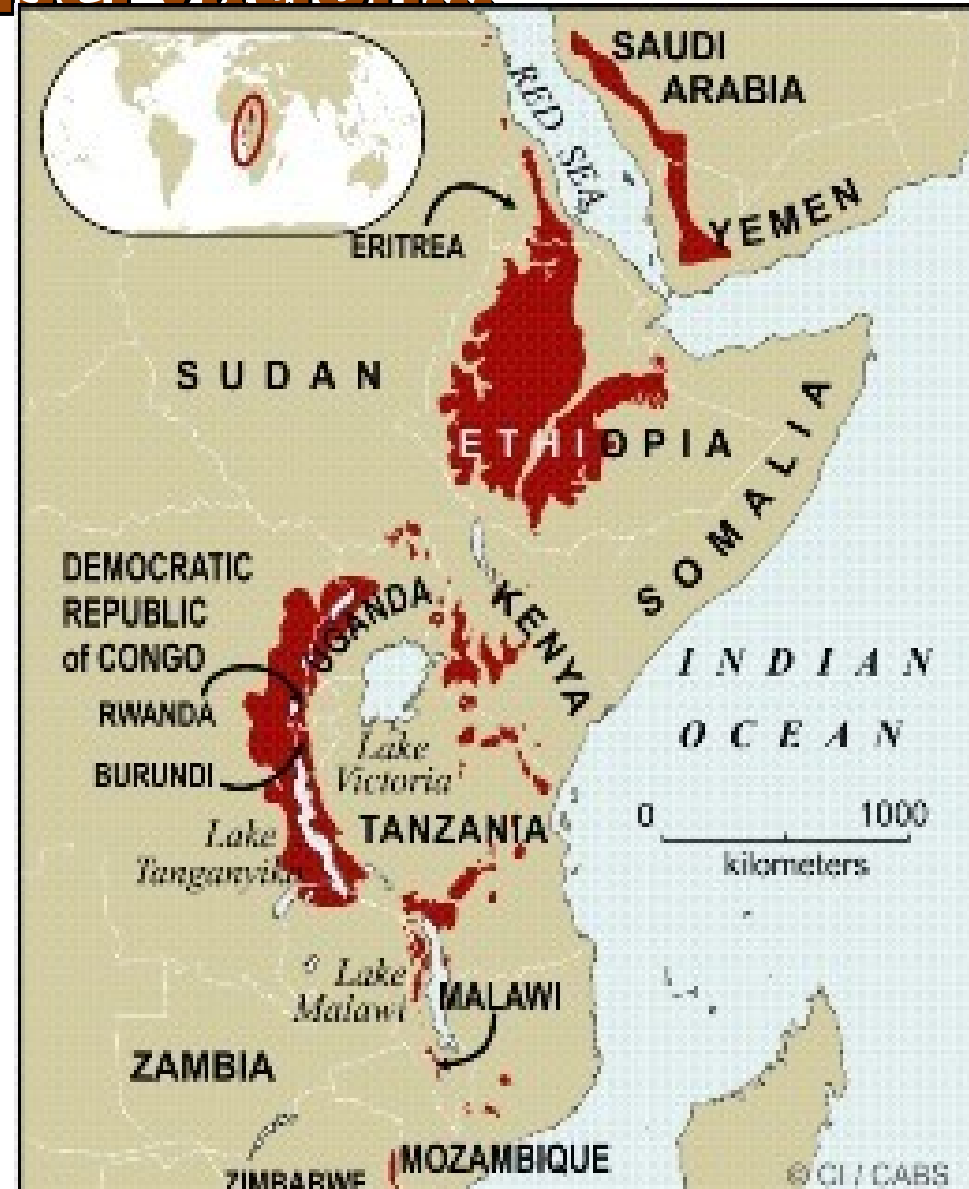 SAUDI
ARABIA
RED SEA
YEMEN
ERITREA
SUDAN
ETHIOPIA
SOMALIA
DEMOCRATIC
REPUBLIC
of CONGO
UGANDA
KENYA
INDIAN
OCEAN
RWANDA
BURUNDI
Lake
Victoria
0 1000
kilometers
TANZANIA
Lake
Tanganyika
Lake
Malawi
MALAWI
ZAMBIA
MOZAMBIQUE
ZIMBABWE
© CI / CABS